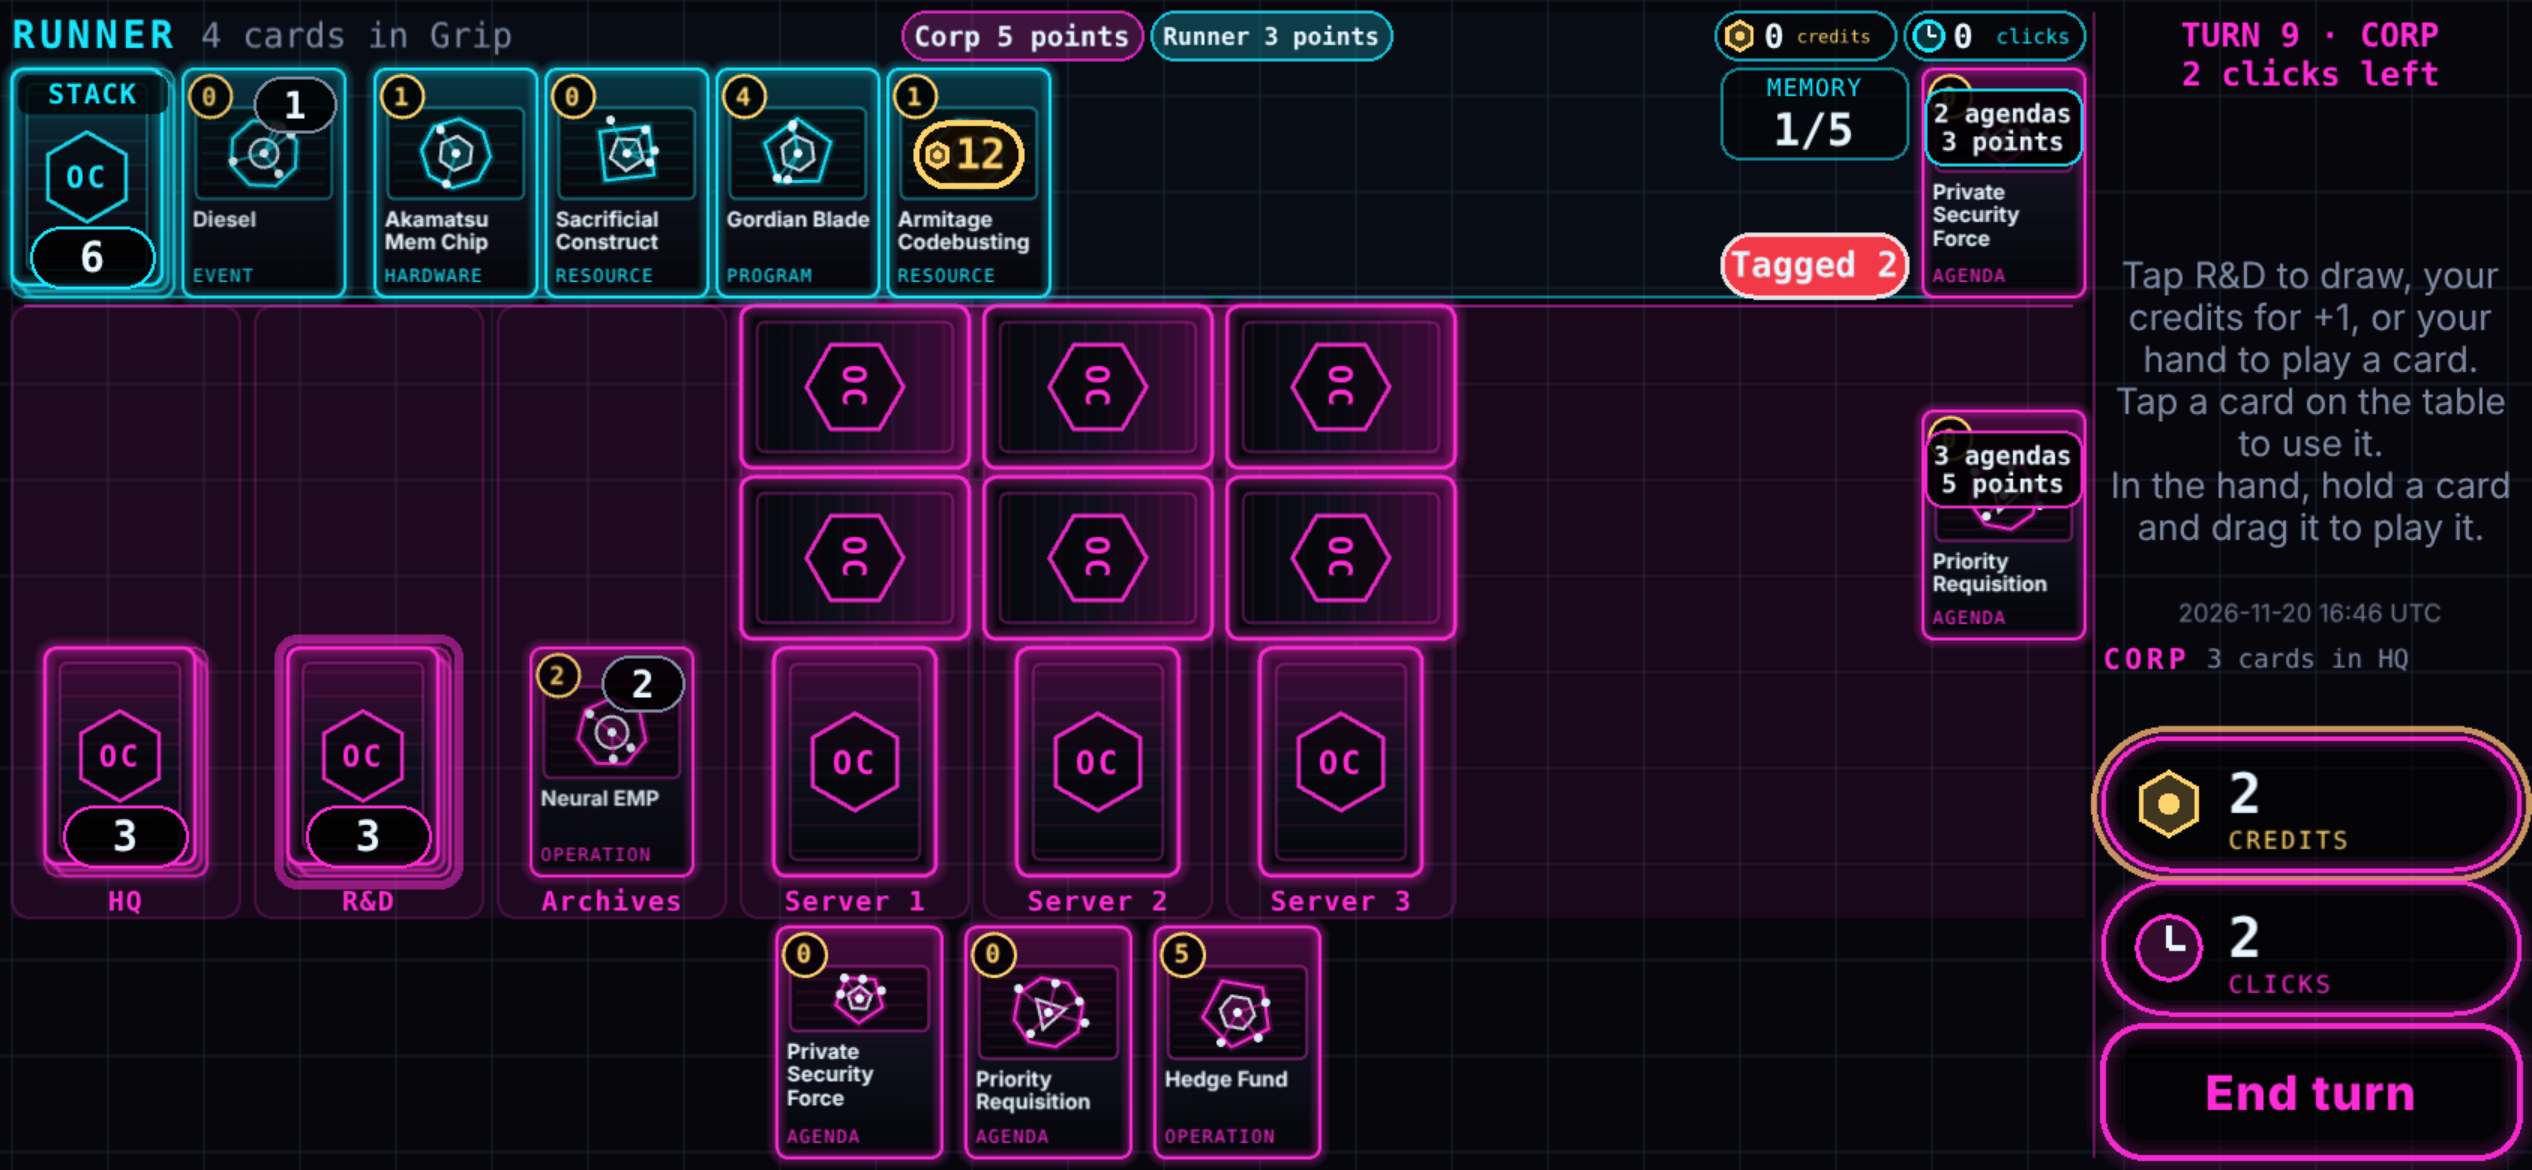 RUNNER 4 cards in Grip
Corp 5 points
Runner 3 points
0 credits
0 clicks
TURN 9 · CORP
2 clicks left
STACK
OC
6
0
1
Diesel
EVENT
1
Akamatsu
Mem Chip
HARDWARE
0
Sacrificial
Construct
RESOURCE
4
Gordian Blade
PROGRAM
1
12
Armitage
Codebusting
RESOURCE
MEMORY
1/5
Tagged 2
2 agendas
3 points
Private
Security
Force
AGENDA
Tap R&D to draw, your
credits for +1, or your
hand to play a card.
Tap a card on the table
to use it.
In the hand, hold a card
and drag it to play it.
OC
OC
OC
OC
OC
OC
3 agendas
5 points
Priority
Requisition
AGENDA
2026-11-20 16:46 UTC
CORP 3 cards in HQ
OC
3
HQ
OC
3
R&D
2
2
Neural EMP
OPERATION
Archives
OC
Server 1
OC
Server 2
OC
Server 3
2
CREDITS
2
CLICKS
End turn
0
Private
Security
Force
AGENDA
0
Priority
Requisition
AGENDA
5
Hedge Fund
OPERATION